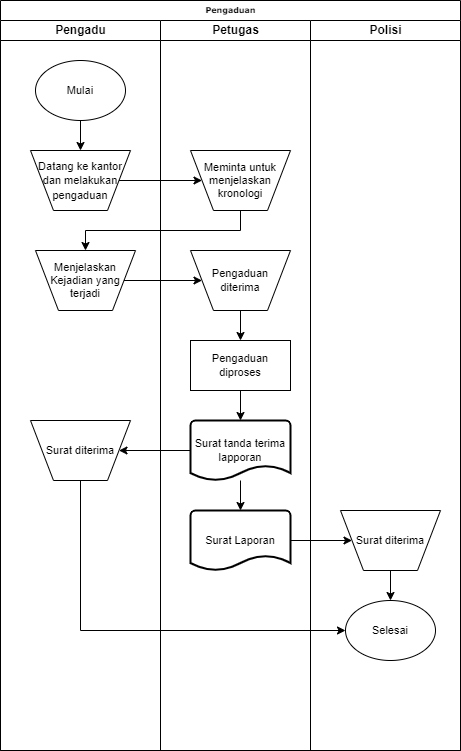 Pengaduan
Pengadu
Petugas
Polisi
Mulai
Datang ke kantor
dan melakukan
pengaduan
Meminta untuk
menjelaskan
kronologi
Menjelaskan
Kejadian yang
terjadi
Pengaduan
diterima
Pengaduan
diproses
Surat diterima
Surat tanda terima
lapporan
Surat Laporan
Surat diterima
Selesai